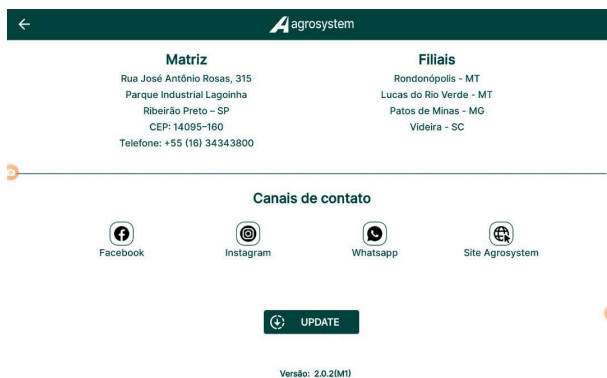 agrosystem
Matriz
Rua José Antônio Rosas, 315
Parque Industrial Lagoinha
Ribeirão Preto – SP
CEP: 14095–160
Telefone: +55 (16) 34343800
Filiais
Rondonópolis - MT
Lucas do Rio Verde - MT
Patos de Minas - MG
Videira - SC
Canais de contato
Facebook
Instagram
Whatsapp
Site Agrosystem
UPDATE
Versão: 2.0.2(M1)